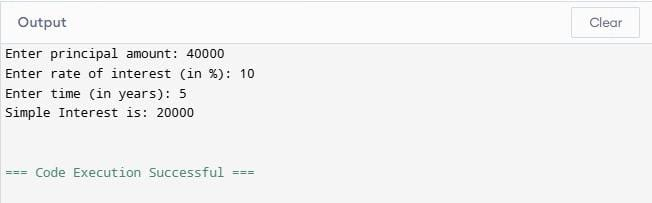 Output
Clear
Enter principal amount: 40000
Enter rate of interest (in %): 10
Enter time (in years): 5
Simple Interest is: 20000
=== Code Execution Successful ===